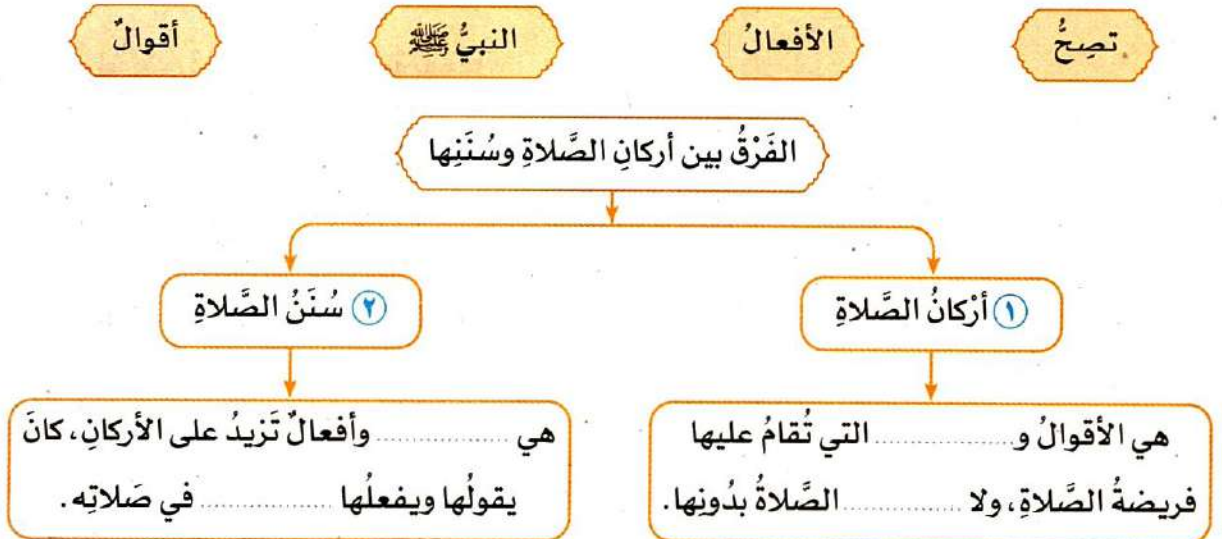 تصِحُّ
الأفعالُ
النبيُّ ﷺ
أقوالٌ
الفَرْقُ بين أركانِ الصَّلاةِ وسُنَنِها
١ أرْكانُ الصَّلاةِ
هي الأقوالُ و................ التي تُقامُ عليها
فريضةُ الصَّلاةِ، ولا ................ الصَّلاةُ بدُونِها.
٢ سُنَنُ الصَّلاةِ
هي ................ وأفعالٌ تَزيدُ على الأركانِ، كانَ
يقولُها ويفعلُها ................ في صَلاتِه.